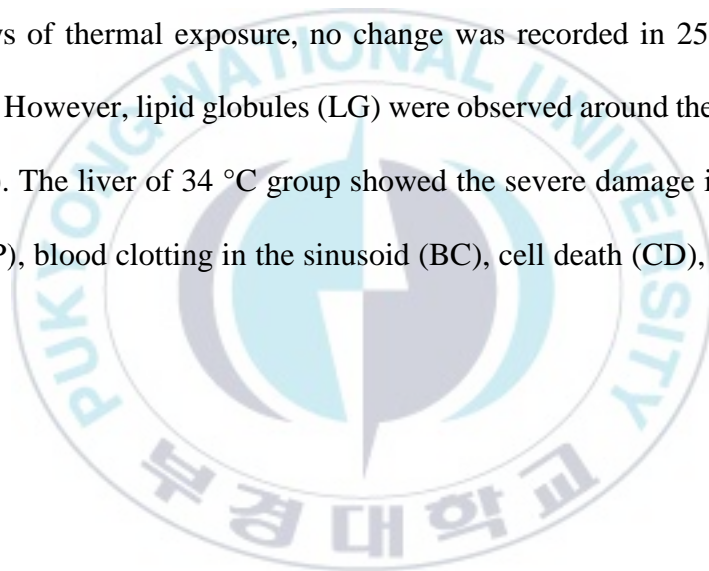 ys of thermal exposure, no change was recorded in 25
However, lipid globules (LG) were observed around the
). The liver of 34 °C group showed the severe damage i
P), blood clotting in the sinusoid (BC), cell death (CD),
PUKYONG NATIONAL UNIVERSITY
부경대학교